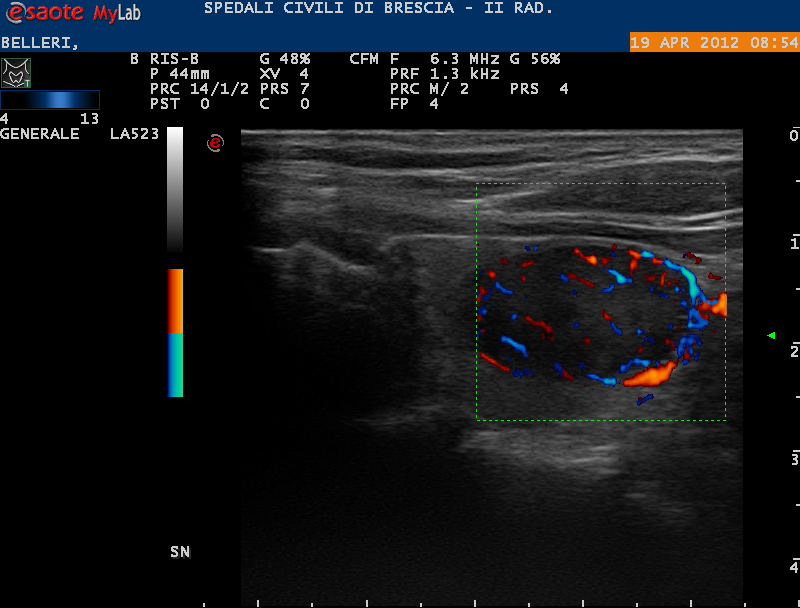 esaote MyLab
SPEDALI CIVILI DI BRESCIA - II RAD.
BELLERI,
19 APR 2012 08:54
B RIS-B G 48% CFM F 6.3 MHz G 56%
P 44mm XV 4 PRF 1.3 kHz
PRC 14/1/2 PRS 7 PRC M/ 2 PRS 4
PST 0 C 0 FP 4
4 13
GENERALE LA523
e
0
1
2
3
4
SN